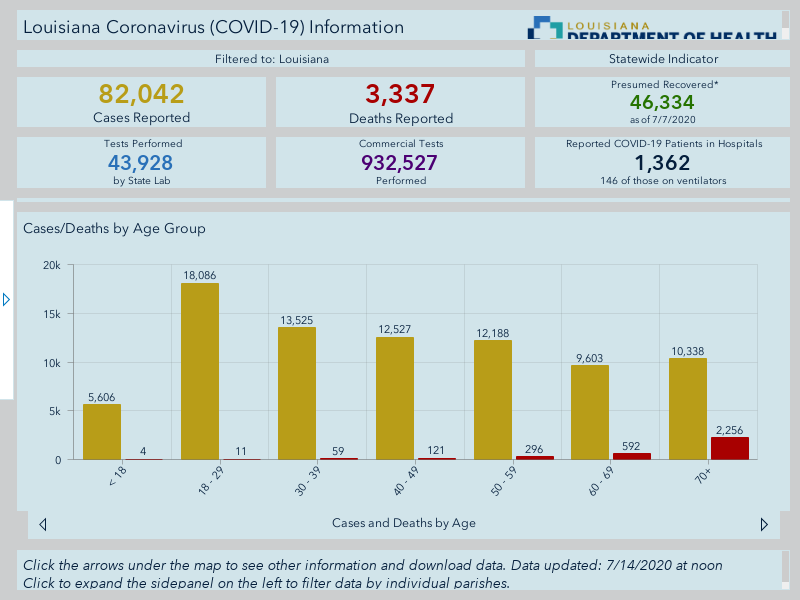 Louisiana Coronavirus (COVID-19) Information
LOUISIANA
DEPARTMENT OF HEALTH
Filtered to: Louisiana
Statewide Indicator
82,042
Cases Reported
3,337
Deaths Reported
Presumed Recovered*
46,334
as of 7/7/2020
Tests Performed
43,928
by State Lab
Commercial Tests
932,527
Performed
Reported COVID-19 Patients in Hospitals
1,362
146 of those on ventilators
Cases/Deaths by Age Group
20k
15k
10k
5k
0
5,606
4
18,086
11
13,525
59
12,527
121
12,188
296
9,603
592
10,338
2,256
< 18
18 - 29
30 - 39
40 - 49
50 - 59
60 - 69
70+
Cases and Deaths by Age
Click the arrows under the map to see other information and download data. Data updated: 7/14/2020 at noon
Click to expand the sidepanel on the left to filter data by individual parishes.